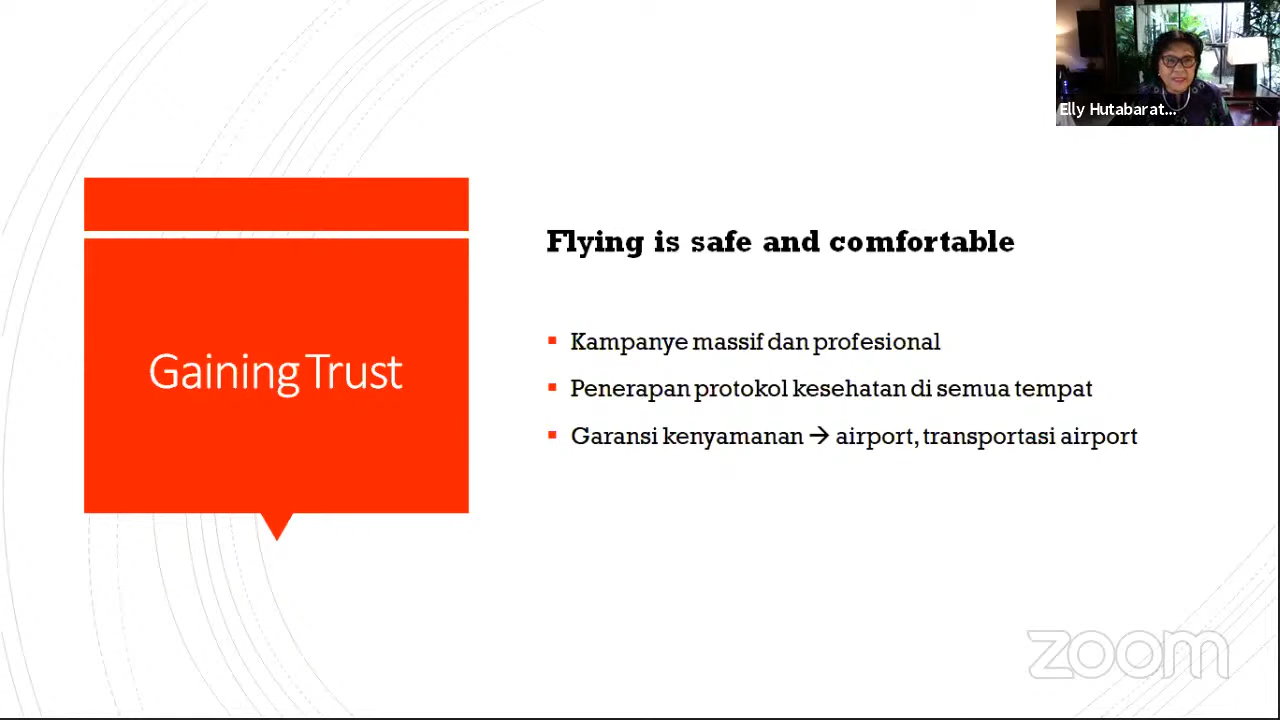 Elly Hutabarat...
Gaining Trust
Flying is safe and comfortable
▪ Kampanye massif dan profesional
▪ Penerapan protokol kesehatan di semua tempat
▪ Garansi kenyamanan → airport, transportasi airport
zoom